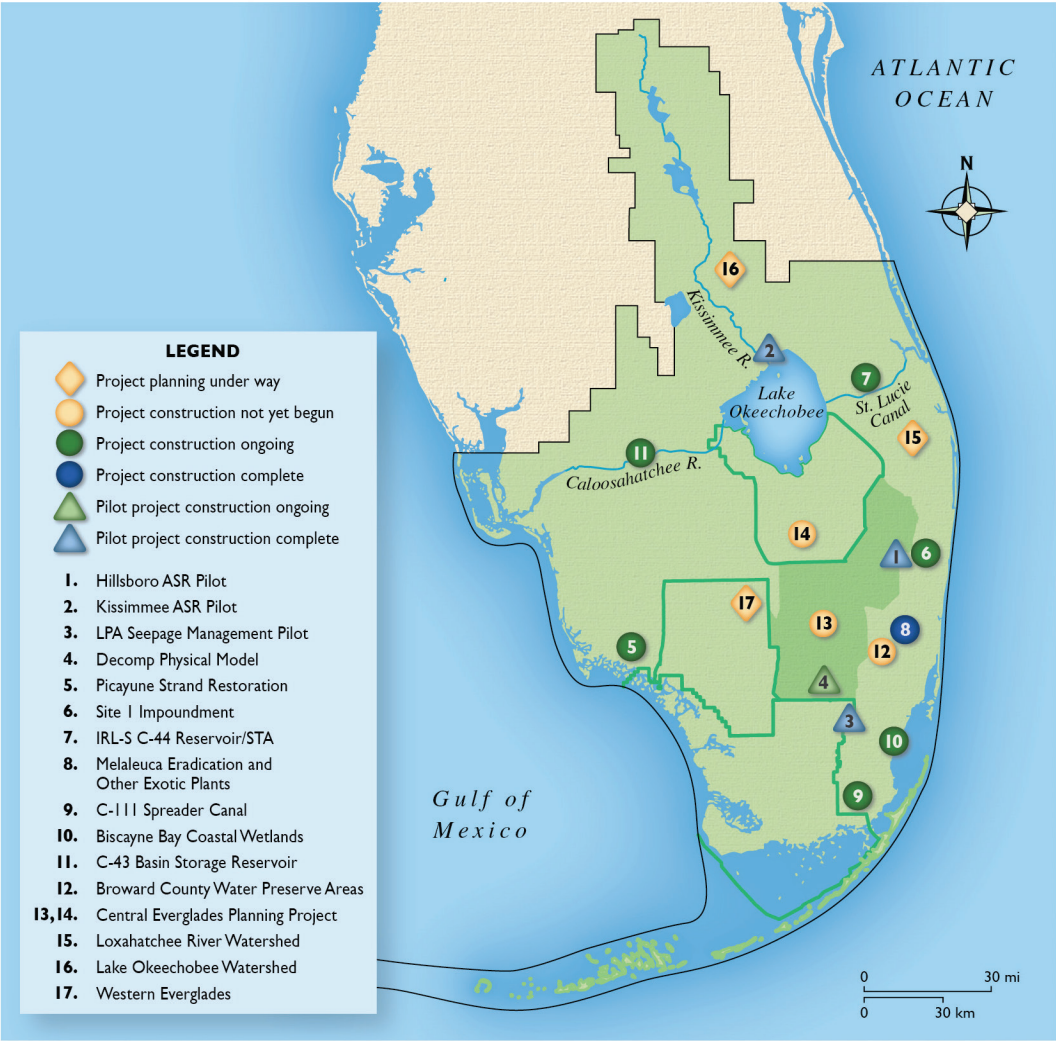 ATLANTIC
OCEAN
N
16
Kissimmee R.
2
Lake
Okeechobee
7
St. Lucie
Canal
15
11
Caloosahatchee R.
14
1
6
17
13
8
12
5
4
3
10
9
Gulf of
Mexico
0 30 mi
0 30 km
LEGEND
Project planning under way
Project construction not yet begun
Project construction ongoing
Project construction complete
Pilot project construction ongoing
Pilot project construction complete
1. Hillsboro ASR Pilot
2. Kissimmee ASR Pilot
3. LPA Seepage Management Pilot
4. Decomp Physical Model
5. Picayune Strand Restoration
6. Site 1 Impoundment
7. IRL-S C-44 Reservoir/STA
8. Melaleuca Eradication and
Other Exotic Plants
9. C-111 Spreader Canal
10. Biscayne Bay Coastal Wetlands
11. C-43 Basin Storage Reservoir
12. Broward County Water Preserve Areas
13,14. Central Everglades Planning Project
15. Loxahatchee River Watershed
16. Lake Okeechobee Watershed
17. Western Everglades